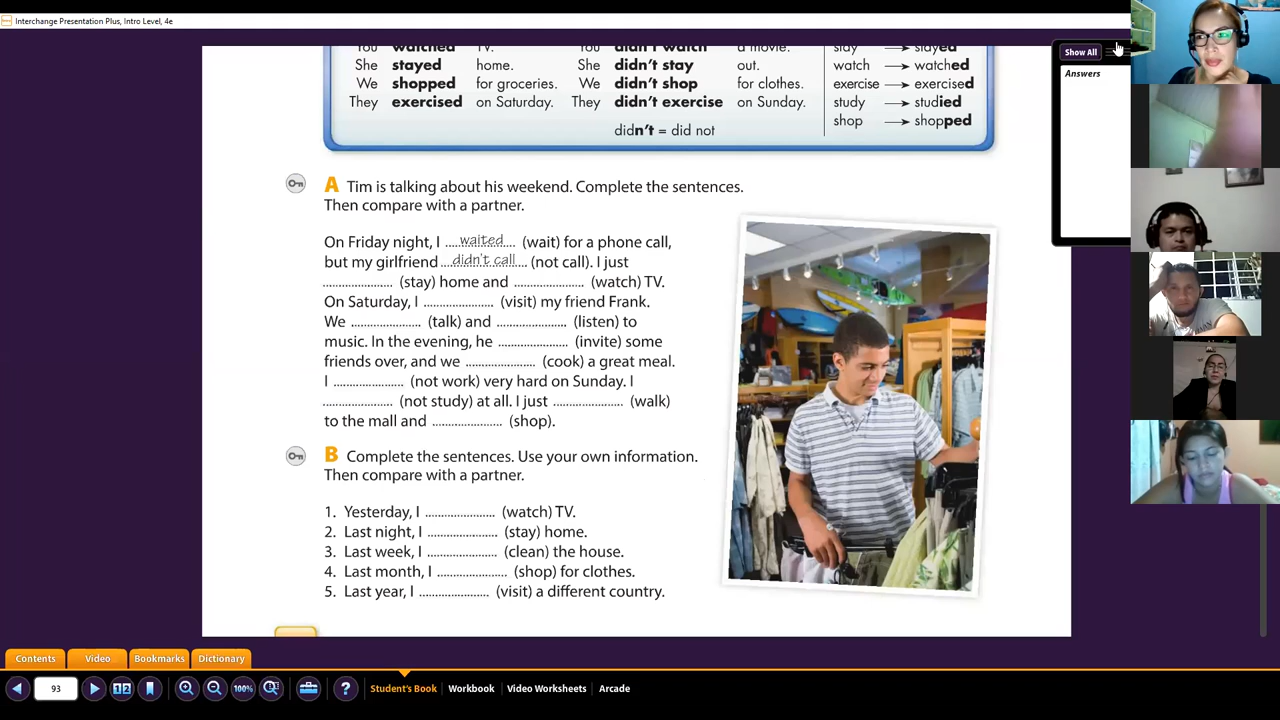 Interchange Presentation Plus, Intro Level, 4e
You watched TV. You didn't watch a movie. stay → stayed
She stayed home. She didn't stay out. watch → watched
We shopped for groceries. We didn't shop for clothes. exercise → exercised
They exercised on Saturday. They didn't exercise on Sunday. study → studied
didn't = did not shop → shopped
Show All
Answers
A Tim is talking about his weekend. Complete the sentences.
Then compare with a partner.
On Friday night, I ....waited.... (wait) for a phone call,
but my girlfriend ...didn't call... (not call). I just
...................... (stay) home and ...................... (watch) TV.
On Saturday, I ...................... (visit) my friend Frank.
We ...................... (talk) and ...................... (listen) to
music. In the evening, he ...................... (invite) some
friends over, and we ...................... (cook) a great meal.
I ...................... (not work) very hard on Sunday. I
...................... (not study) at all. I just ...................... (walk)
to the mall and ...................... (shop).
B Complete the sentences. Use your own information.
Then compare with a partner.
1. Yesterday, I ...................... (watch) TV.
2. Last night, I ...................... (stay) home.
3. Last week, I ...................... (clean) the house.
4. Last month, I ...................... (shop) for clothes.
5. Last year, I ...................... (visit) a different country.
Contents Video Bookmarks Dictionary
93 1 2 100% ? Student's Book Workbook Video Worksheets Arcade